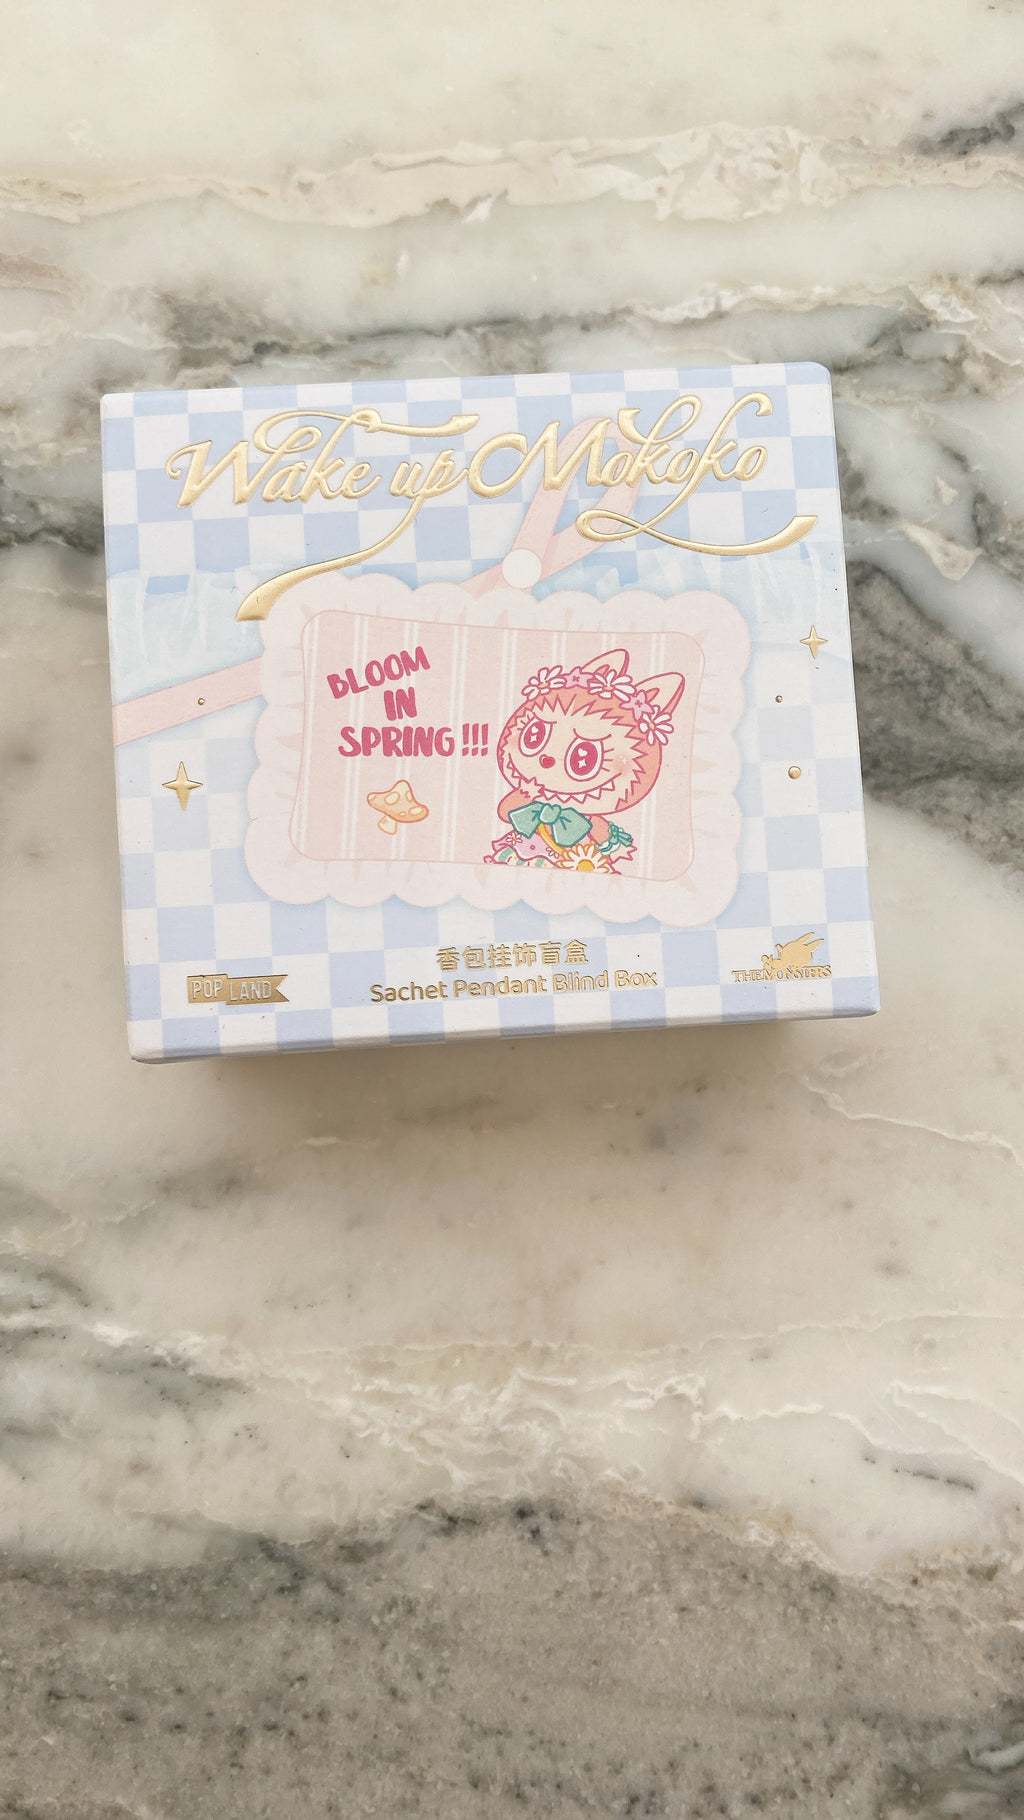 Wake up Mokoko
BLOOM
IN
SPRING!!!
香包挂饰盲盒
Sachet Pendant Blind Box
POP LAND
THE MONSTERS